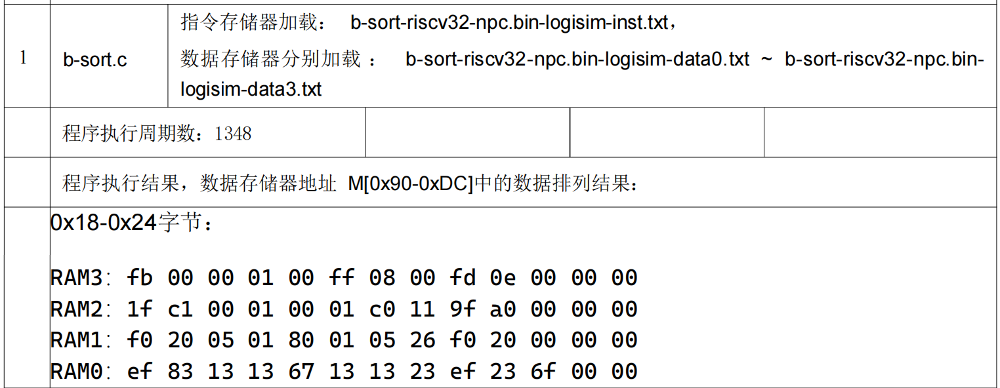 1
b-sort.c
指令存储器加载： b-sort-riscv32-npc.bin-logisim-inst.txt，
数据存储器分别加载 ： b-sort-riscv32-npc.bin-logisim-data0.txt ~ b-sort-riscv32-npc.bin-
logisim-data3.txt
程序执行周期数：1348
程序执行结果，数据存储器地址 M[0x90-0xDC]中的数据排列结果：
0x18-0x24字节：
RAM3: fb 00 00 01 00 ff 08 00 fd 0e 00 00 00
RAM2: 1f c1 00 01 00 01 c0 11 9f a0 00 00 00
RAM1: f0 20 05 01 80 01 05 26 f0 20 00 00 00
RAM0: ef 83 13 13 67 13 13 23 ef 23 6f 00 00